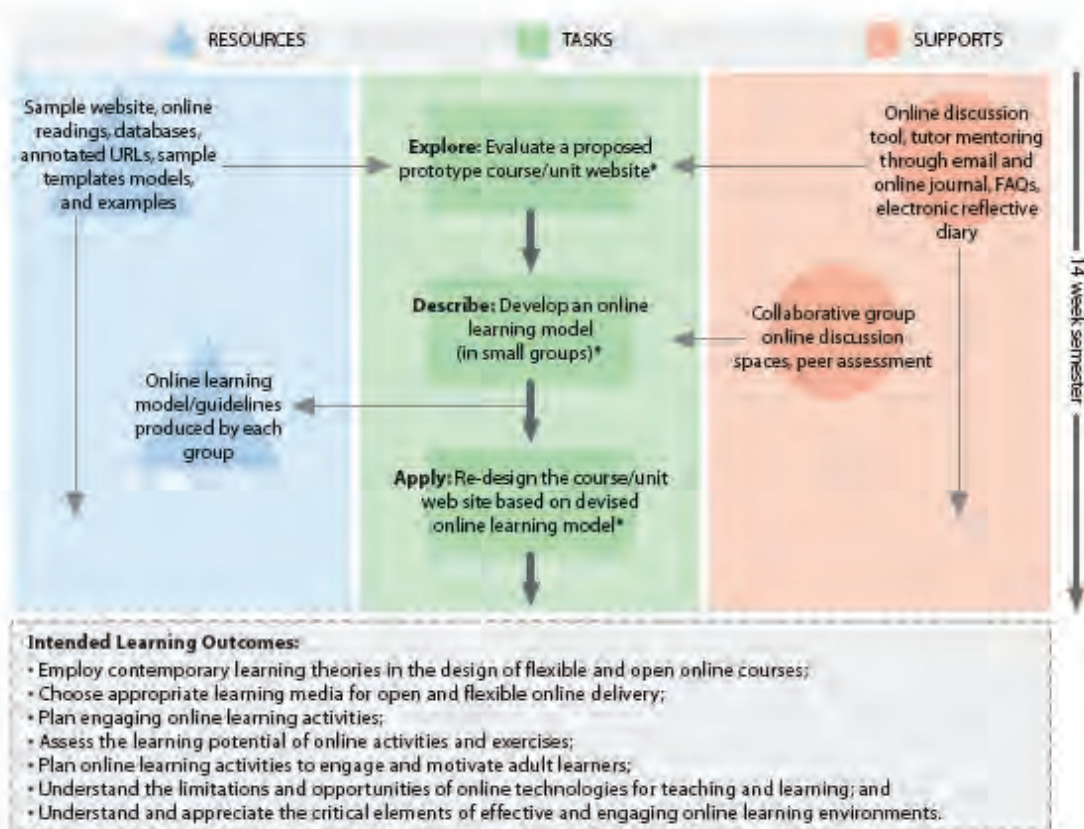 RESOURCES
TASKS
SUPPORTS
Sample website, online
readings, databases,
annotated URLs, sample
templates models,
and examples
Explore: Evaluate a proposed
prototype course/unit website*
Online discussion
tool, tutor mentoring
through email and
online journal, FAQs,
electronic reflective
diary
Describe: Develop an online
learning model
(in small groups)*
Collaborative group
online discussion
spaces, peer assessment
Online learning
model/guidelines
produced by each
group
Apply: Re-design the course/unit
web site based on devised
online learning model*
14 week semester
Intended Learning Outcomes:
• Employ contemporary learning theories in the design of flexible and open online courses;
• Choose appropriate learning media for open and flexible online delivery;
• Plan engaging online learning activities;
• Assess the learning potential of online activities and exercises;
• Plan online learning activities to engage and motivate adult learners;
• Understand the limitations and opportunities of online technologies for teaching and learning; and
• Understand and appreciate the critical elements of effective and engaging online learning environments.